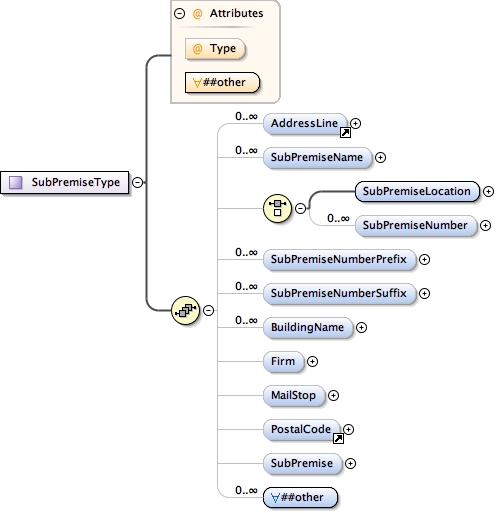 @ Attributes
@ Type
∀##other
0..∞
AddressLine
0..∞
SubPremiseName
SubPremiseType
SubPremiseLocation
0..∞
SubPremiseNumber
0..∞
SubPremiseNumberPrefix
0..∞
SubPremiseNumberSuffix
0..∞
BuildingName
Firm
MailStop
PostalCode
SubPremise
0..∞
∀##other